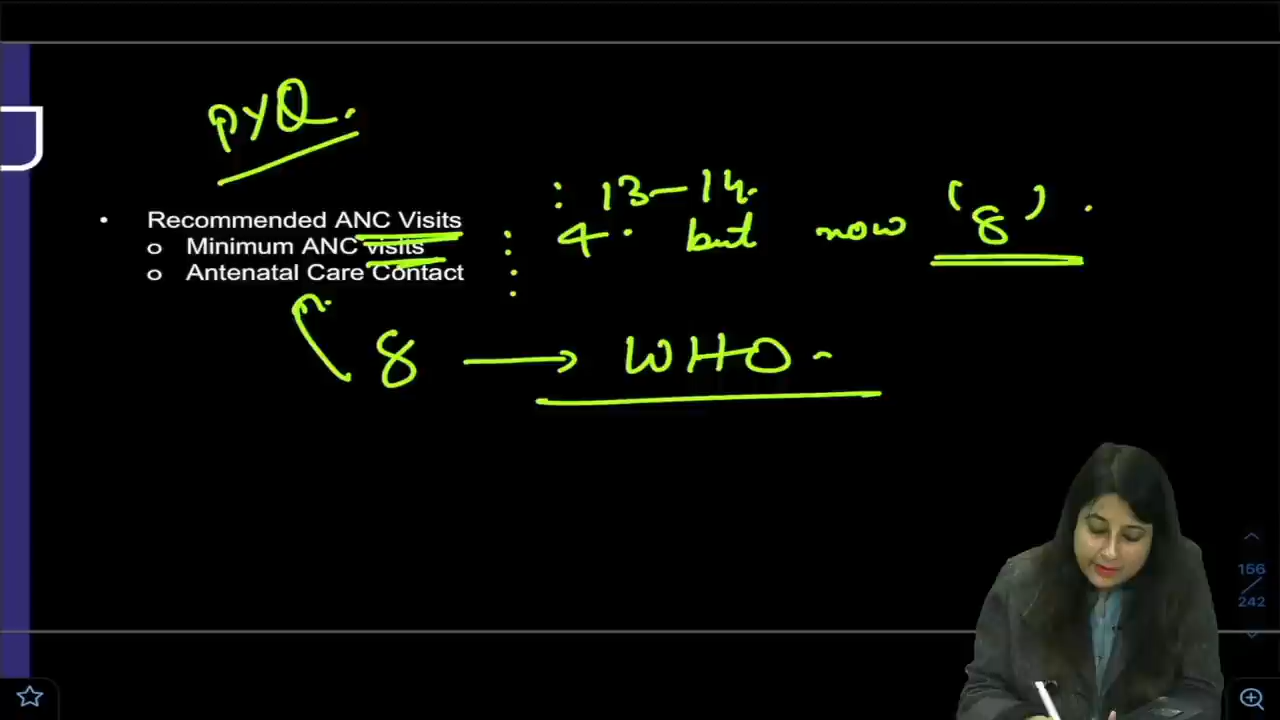 PYQ.
• Recommended ANC Visits : 13-14.
o Minimum ANC visits : 4. but now (8).
o Antenatal Care Contact :
8 → WHO -
156
242